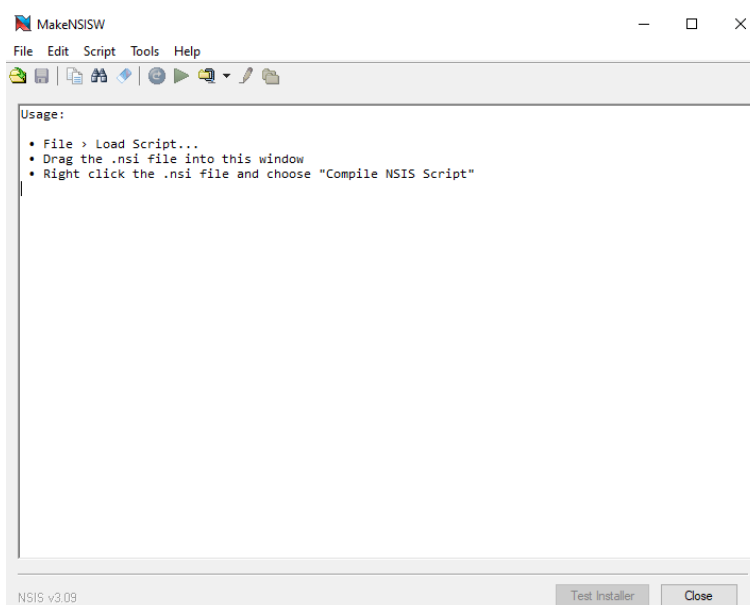 MakeNSISW
File Edit Script Tools Help
Usage:
• File › Load Script...
• Drag the .nsi file into this window
• Right click the .nsi file and choose "Compile NSIS Script"
NSIS v3.09
Test Installer
Close